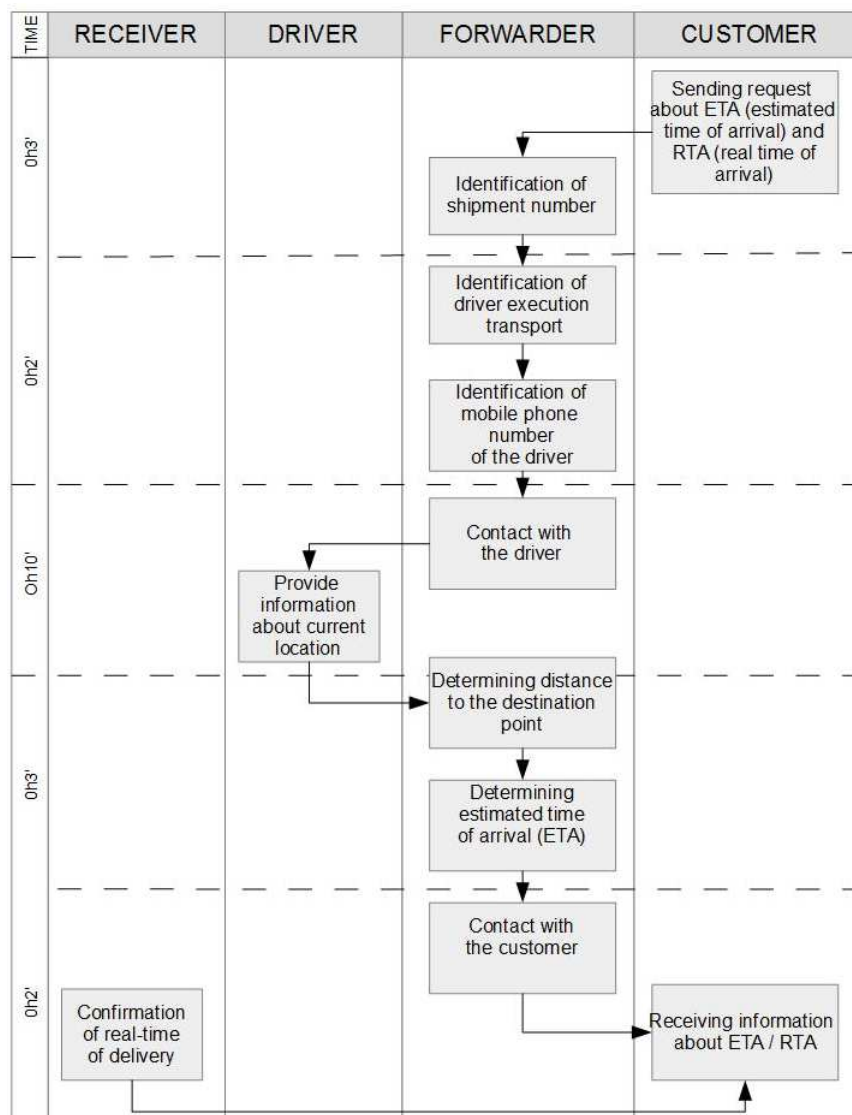 TIME
RECEIVER
DRIVER
FORWARDER
CUSTOMER
0h3'
Sending request
about ETA (estimated
time of arrival) and
RTA (real time of
arrival)
Identification of
shipment number
0h2'
Identification of
driver execution
transport
Identification of
mobile phone
number
of the driver
Oh10'
Contact with
the driver
Provide
information
about current
location
0h3'
Determining distance
to the destination
point
Determining
estimated time
of arrival (ETA)
0h2'
Contact with
the customer
Confirmation
of real-time
of delivery
Receiving information
about ETA / RTA